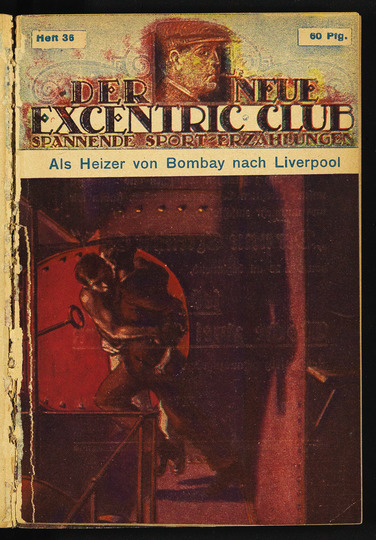 Heft 36
60 Pfg.
DER NEUE
EXCENTRIC CLUB
SPANNENDE SPORT-ERZÄHLUNGEN
Als Heizer von Bombay nach Liverpool